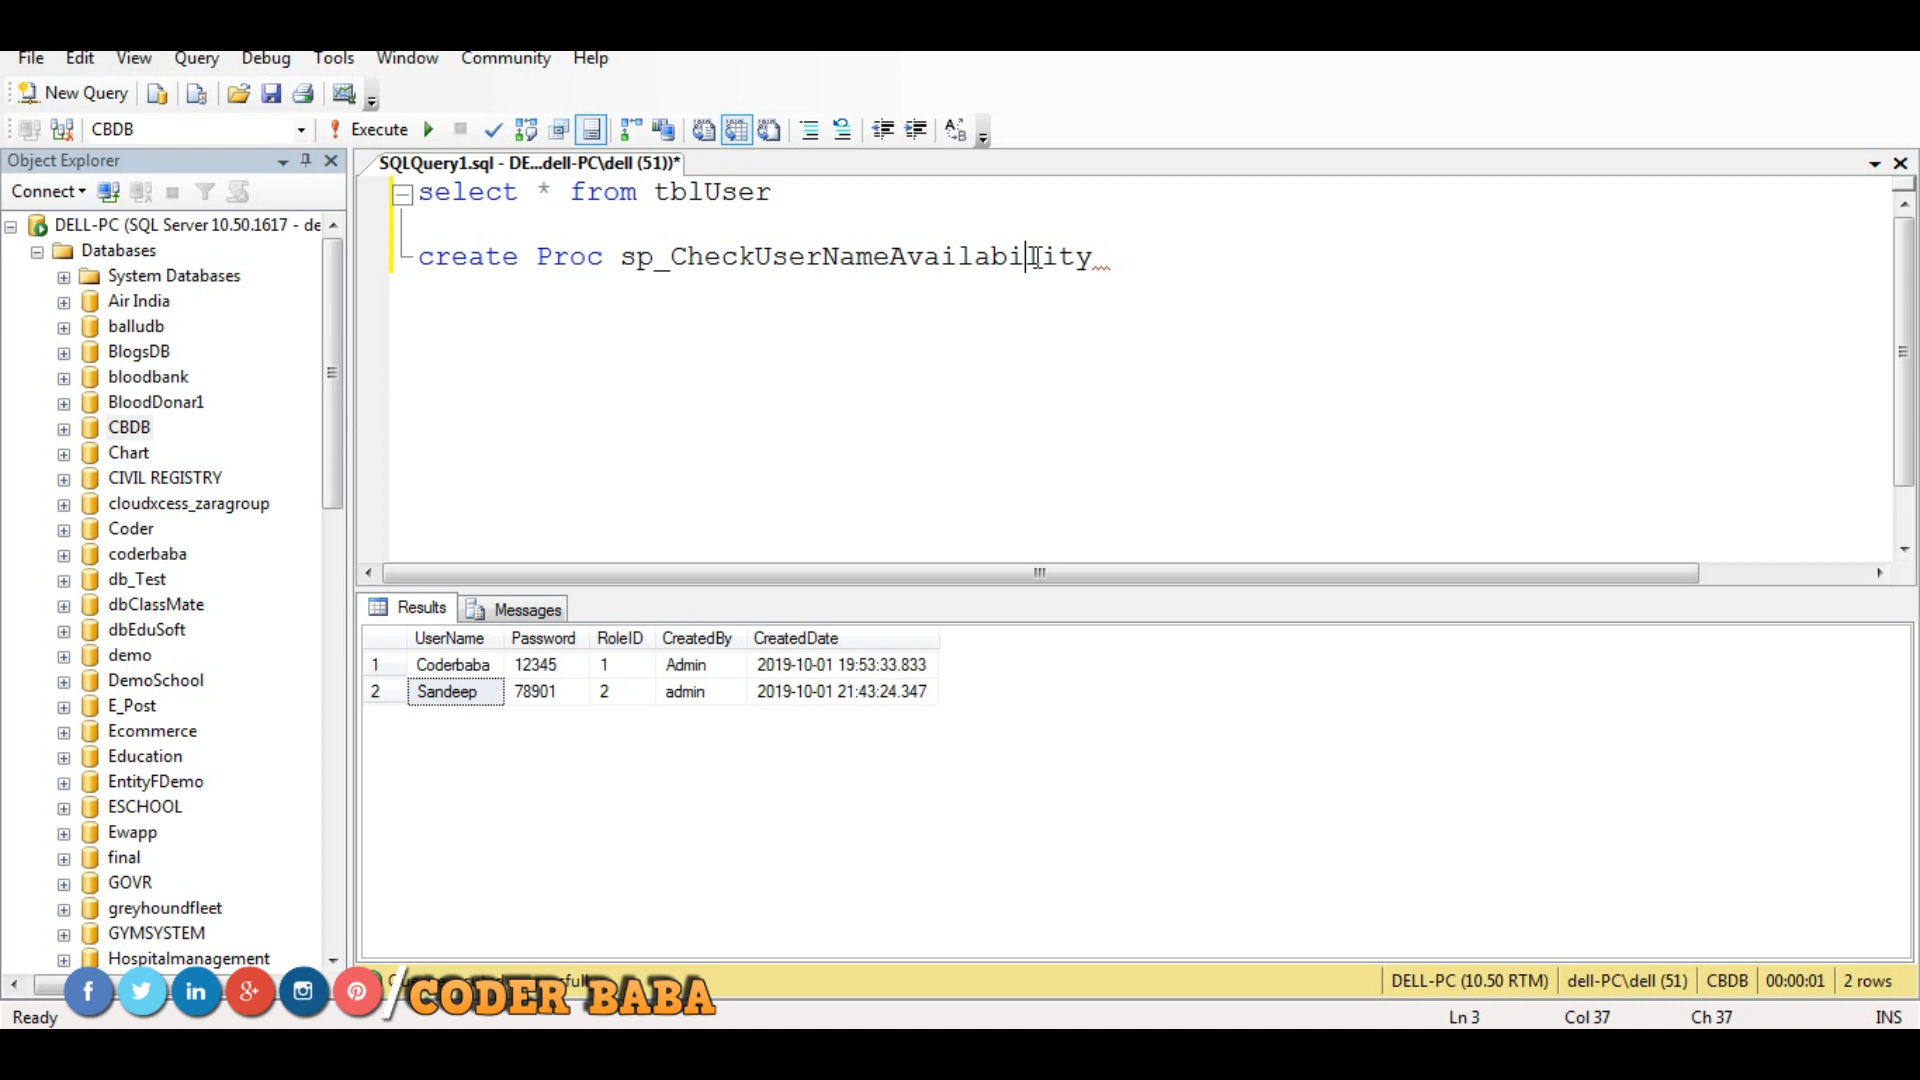 File Edit View Query Debug Tools Window Community Help
New Query
CBDB Execute
Object Explorer
Connect
DELL-PC (SQL Server 10.50.1617 - de
Databases
System Databases
Air India
balludb
BlogsDB
bloodbank
BloodDonar1
CBDB
Chart
CIVIL REGISTRY
cloudxcess_zaragroup
Coder
coderbaba
db_Test
dbClassMate
dbEduSoft
demo
DemoSchool
E_Post
Ecommerce
Education
EntityFDemo
ESCHOOL
Ewapp
final
GOVR
greyhoundfleet
GYMSYSTEM
Hospitalmanagement
SQLQuery1.sql - DE...dell-PC\dell (51))*
select * from tblUser
create Proc sp_CheckUserNameAvailability
Results Messages
UserName Password RoleID CreatedBy CreatedDate
1 Coderbaba 12345 1 Admin 2019-10-01 19:53:33.833
2 Sandeep 78901 2 admin 2019-10-01 21:43:24.347
/CODER BABA
DELL-PC (10.50 RTM) dell-PC\dell (51) CBDB 00:00:01 2 rows
Ready Ln 3 Col 37 Ch 37 INS